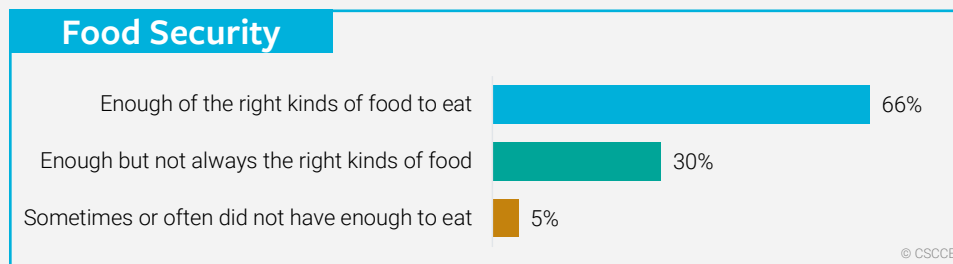 Food Security
Enough of the right kinds of food to eat 66%
Enough but not always the right kinds of food 30%
Sometimes or often did not have enough to eat 5%
© CSCCE